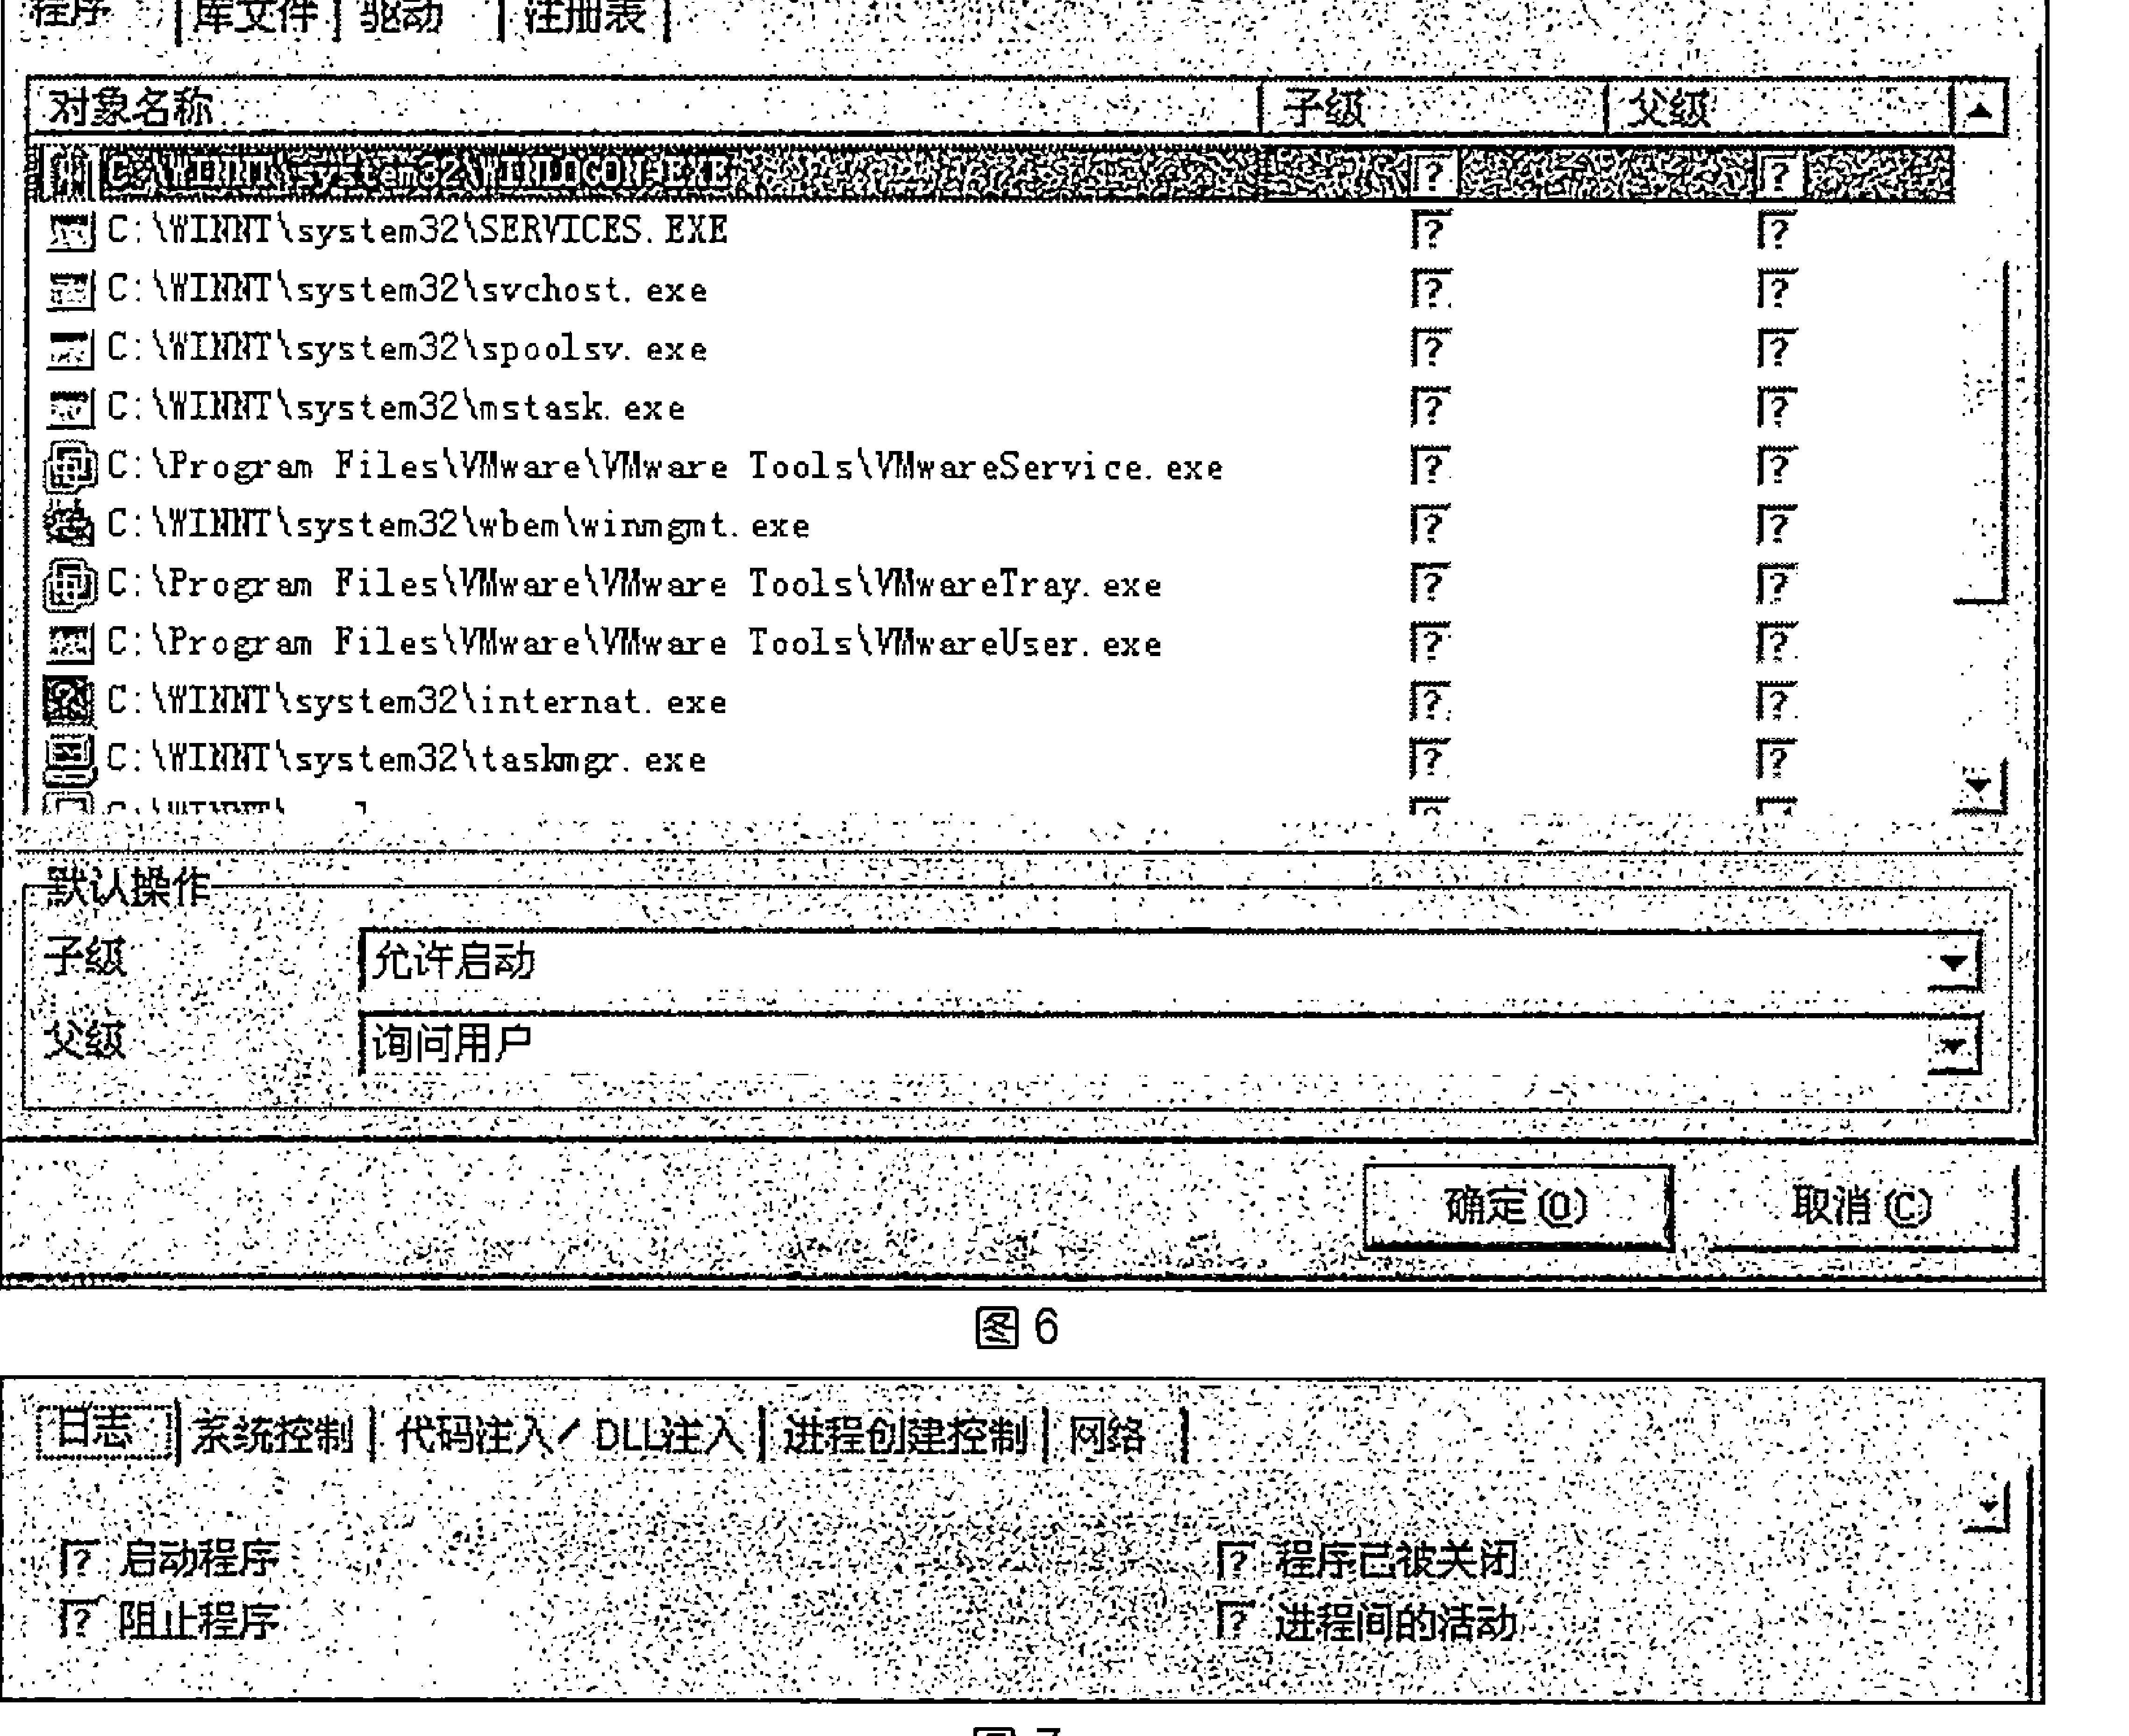 程序 库文件 驱动 注册表
对象名称 子级 父级
C:\WINNT\system32\WINLOGON.EXE ? ?
C:\WINNT\system32\SERVICES.EXE ? ?
C:\WINNT\system32\svchost.exe ? ?
C:\WINNT\system32\spoolsv.exe ? ?
C:\WINNT\system32\mstask.exe ? ?
C:\Program Files\VMware\VMware Tools\VMwareService.exe ? ?
C:\WINNT\system32\wbem\winmgmt.exe ? ?
C:\Program Files\VMware\VMware Tools\VMwareTray.exe ? ?
C:\Program Files\VMware\VMware Tools\VMwareUser.exe ? ?
C:\WINNT\system32\internat.exe ? ?
C:\WINNT\system32\taskmgr.exe ? ?
默认操作
子级 允许启动
父级 询问用户
确定(O) 取消(C)
图 6
日志 系统控制 代码注入/DLL注入 进程创建控制 网络
? 启动程序 ? 程序已被关闭
? 阻止程序 ? 进程间的活动